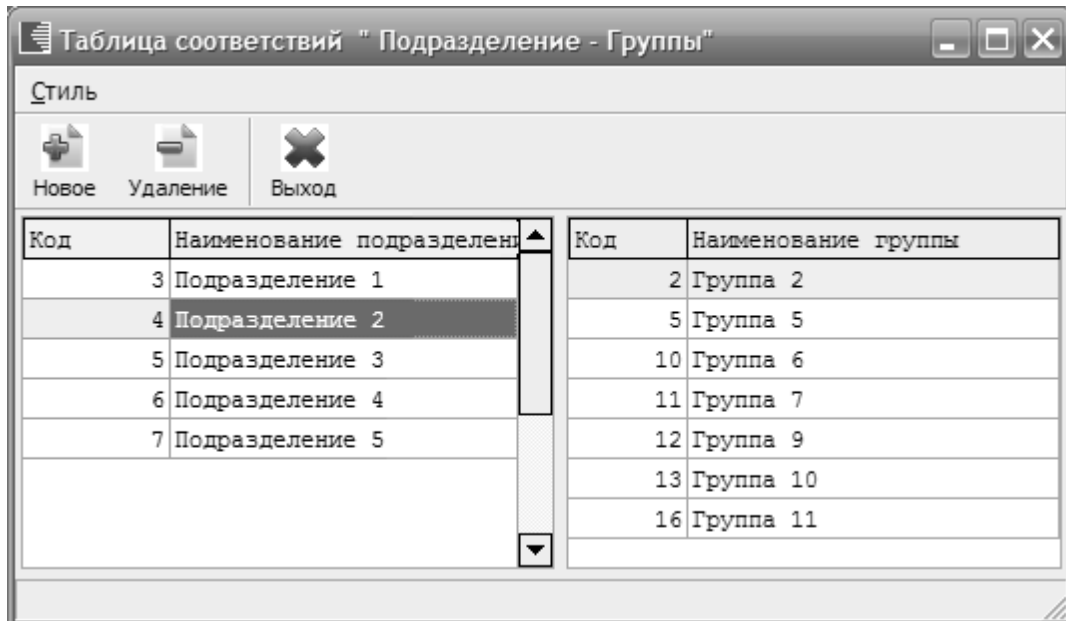 Таблица соответствий " Подразделение - Группы"
Стиль
Новое Удаление Выход
Код Наименование подразделени
3 Подразделение 1
4 Подразделение 2
5 Подразделение 3
6 Подразделение 4
7 Подразделение 5
Код Наименование группы
2 Группа 2
5 Группа 5
10 Группа 6
11 Группа 7
12 Группа 9
13 Группа 10
16 Группа 11